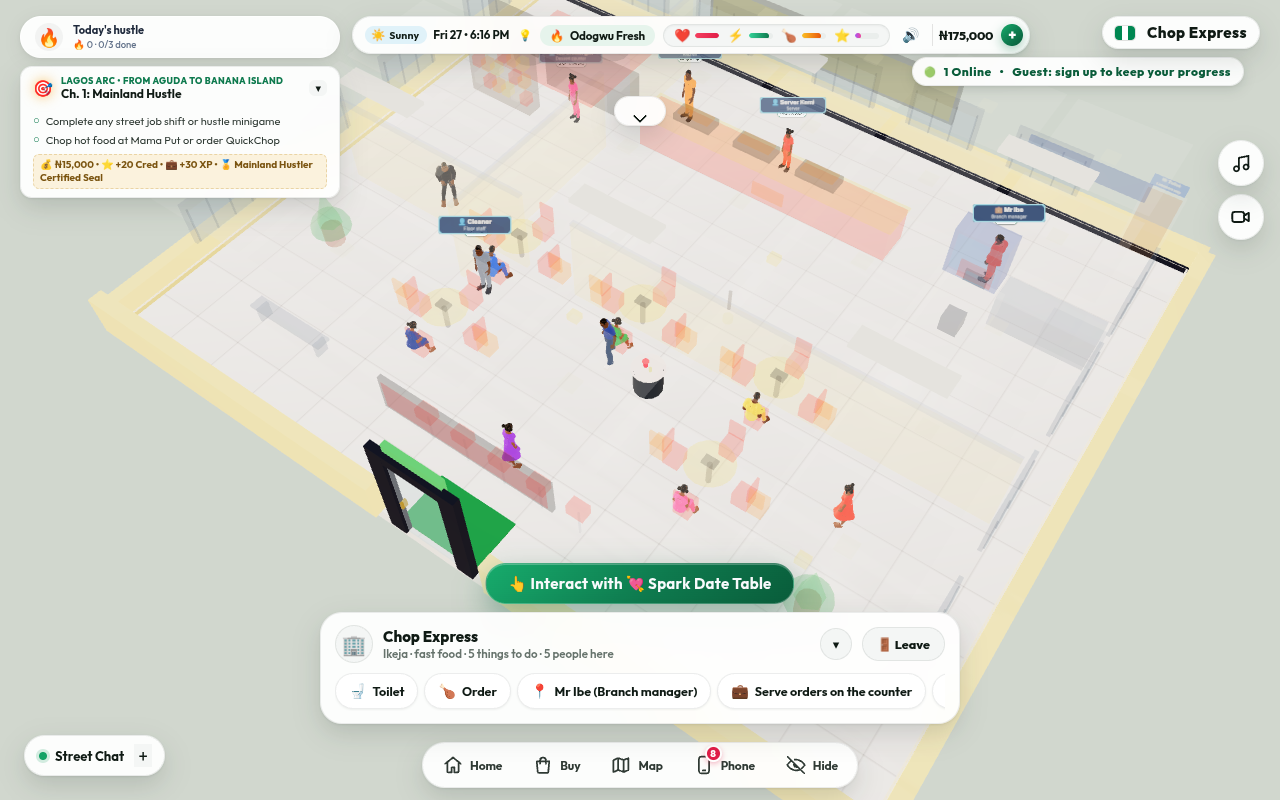 Today's hustle
🔥 0 · 0/3 done
LAGOS ARC • FROM AGUDA TO BANANA ISLAND
Ch. 1: Mainland Hustle
Complete any street job shift or hustle minigame
Chop hot food at Mama Put or order QuickChop
💰 ₦15,000 • ⭐ +20 Cred • 💼 +30 XP • 🏅 Mainland Hustler Certified Seal
Sunny
Fri 27 • 6:16 PM
Odogwu Fresh
₦175,000
+
Chop Express
1 Online • Guest: sign up to keep your progress
Server Kemi
Server
Cleaner
Floor staff
Mr Ibe
Branch manager
👆 Interact with 💘 Spark Date Table
Chop Express
Ikeja · fast food · 5 things to do · 5 people here
Leave
Toilet
Order
Mr Ibe (Branch manager)
Serve orders on the counter
Street Chat +
Home
Buy
Map
8
Phone
Hide